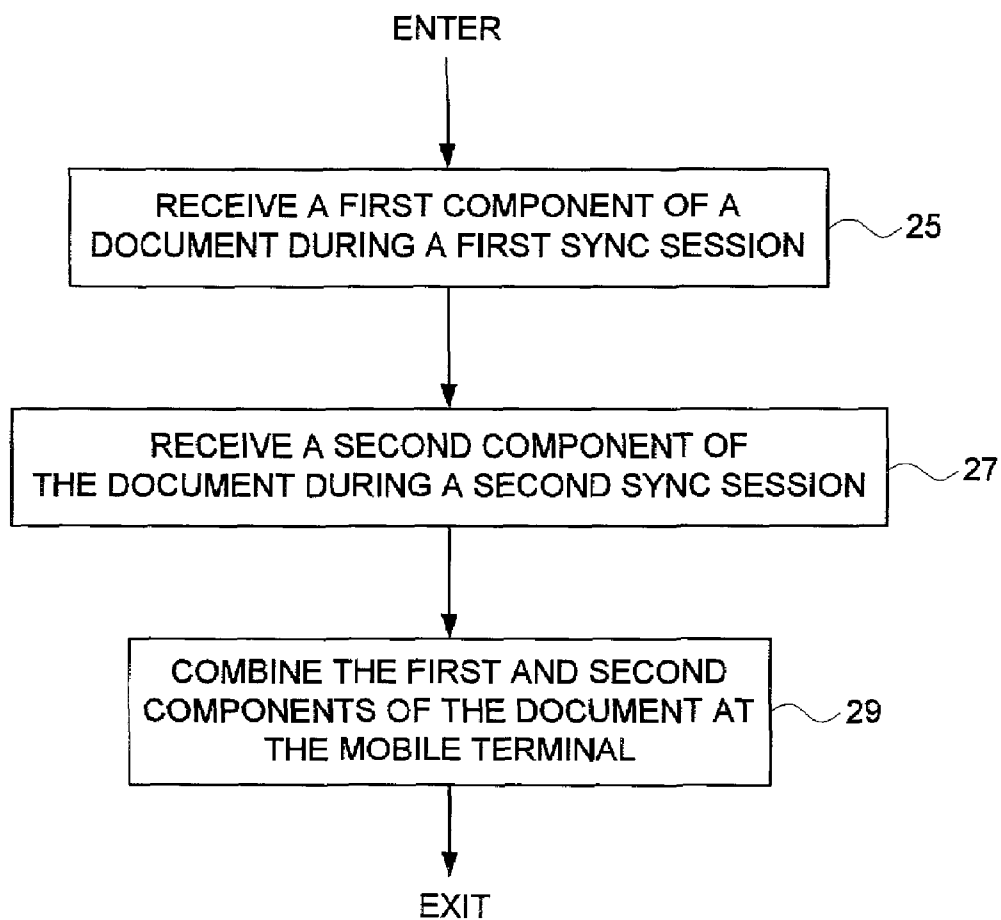 ENTER
RECEIVE A FIRST COMPONENT OF A
DOCUMENT DURING A FIRST SYNC SESSION
25
RECEIVE A SECOND COMPONENT OF
THE DOCUMENT DURING A SECOND SYNC SESSION
27
COMBINE THE FIRST AND SECOND
COMPONENTS OF THE DOCUMENT AT
THE MOBILE TERMINAL
29
EXIT